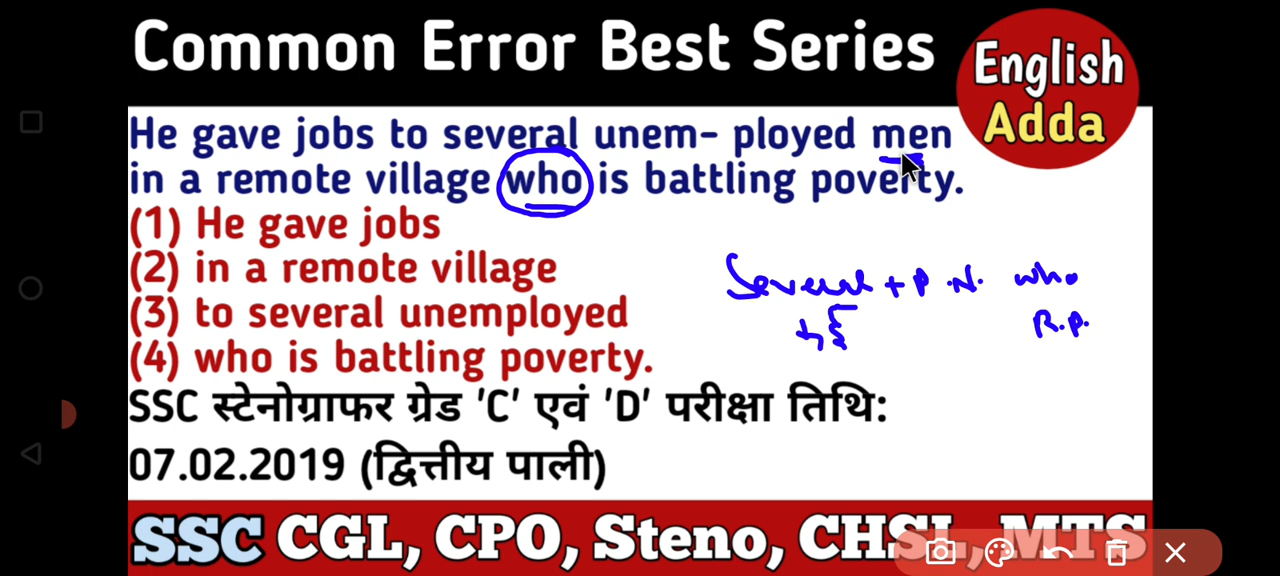 Common Error Best Series
English
Adda
He gave jobs to several unem- ployed men
in a remote village who is battling poverty.
(1) He gave jobs
(2) in a remote village
(3) to several unemployed
(4) who is battling poverty.
Several + P.N. who
R.P.
SSC स्टेनोग्राफर ग्रेड 'C' एवं 'D' परीक्षा तिथि:
07.02.2019 (द्वित्तीय पाली)
SSC CGL, CPO, Steno, CHSL, MTS